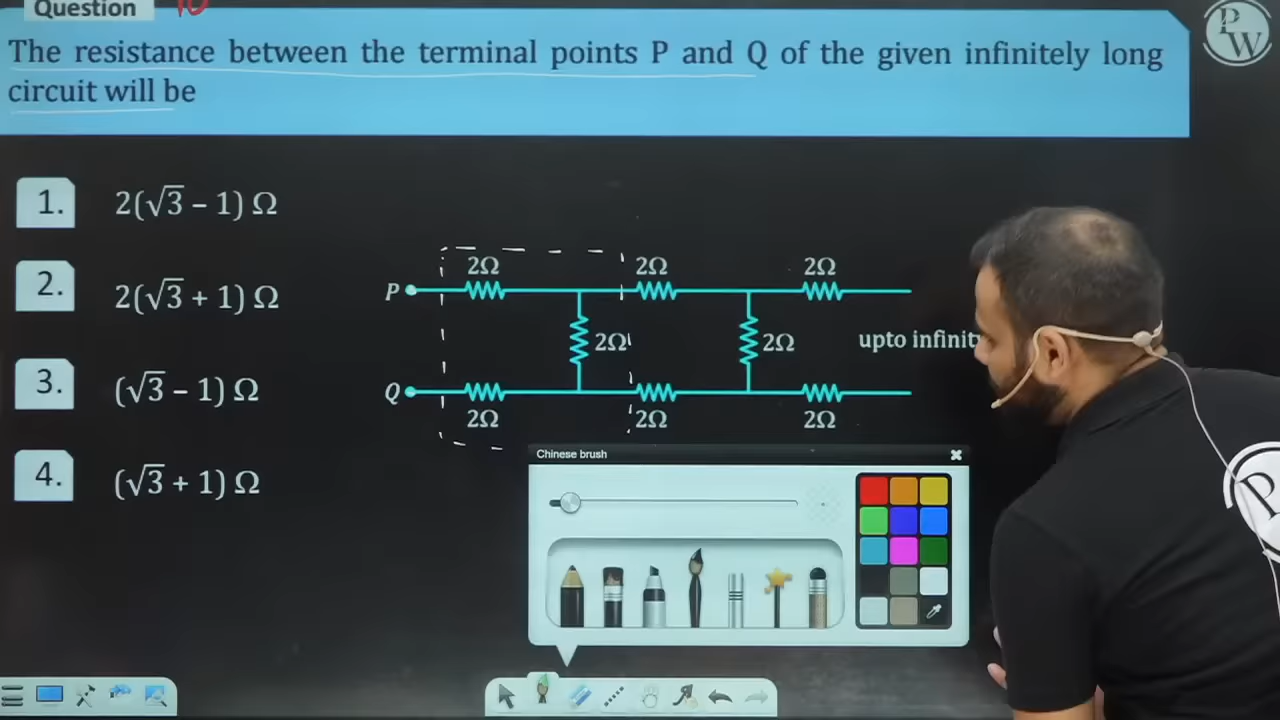 Question 10
The resistance between the terminal points P and Q of the given infinitely long
circuit will be
1. 2(√3 – 1) Ω
2. 2(√3 + 1) Ω
3. (√3 – 1) Ω
4. (√3 + 1) Ω
2Ω 2Ω 2Ω
P
2Ω 2Ω upto infinit
Q
2Ω 2Ω 2Ω
Chinese brush
PW
P